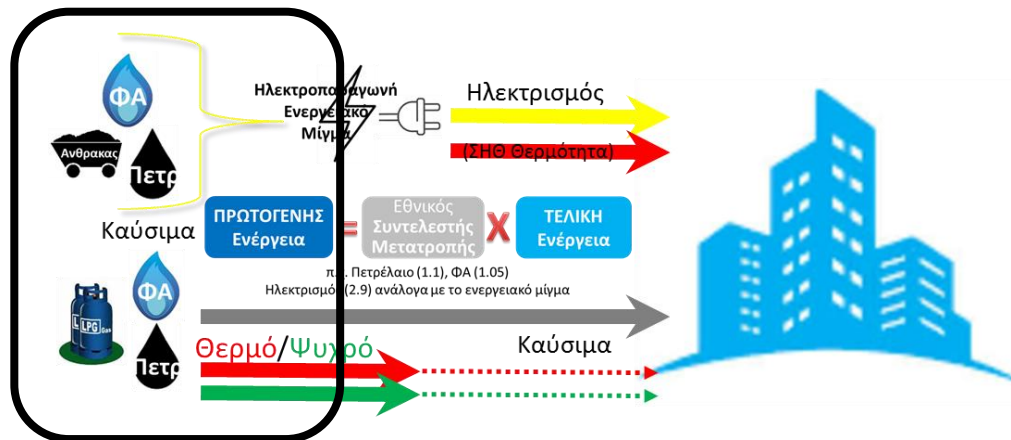 ΦΑ
Ανθρακας
Πετρ
Ηλεκτροπαραγωγή
Ενεργειακό
Μίγμα
Ηλεκτρισμός
(ΣΗΘ Θερμότητα)
Καύσιμα
ΠΡΩΤΟΓΕΝΗΣ
Ενέργεια
=
Εθνικός
Συντελεστής
Μετατροπής
X
ΤΕΛΙΚΗ
Ενέργεια
π.χ. Πετρέλαιο (1.1), ΦΑ (1.05)
Ηλεκτρισμός (2.9) ανάλογα με το ενεργειακό μίγμα
ΦΑ
LPG Gas
Πετρ
Θερμό/Ψυχρό
Καύσιμα